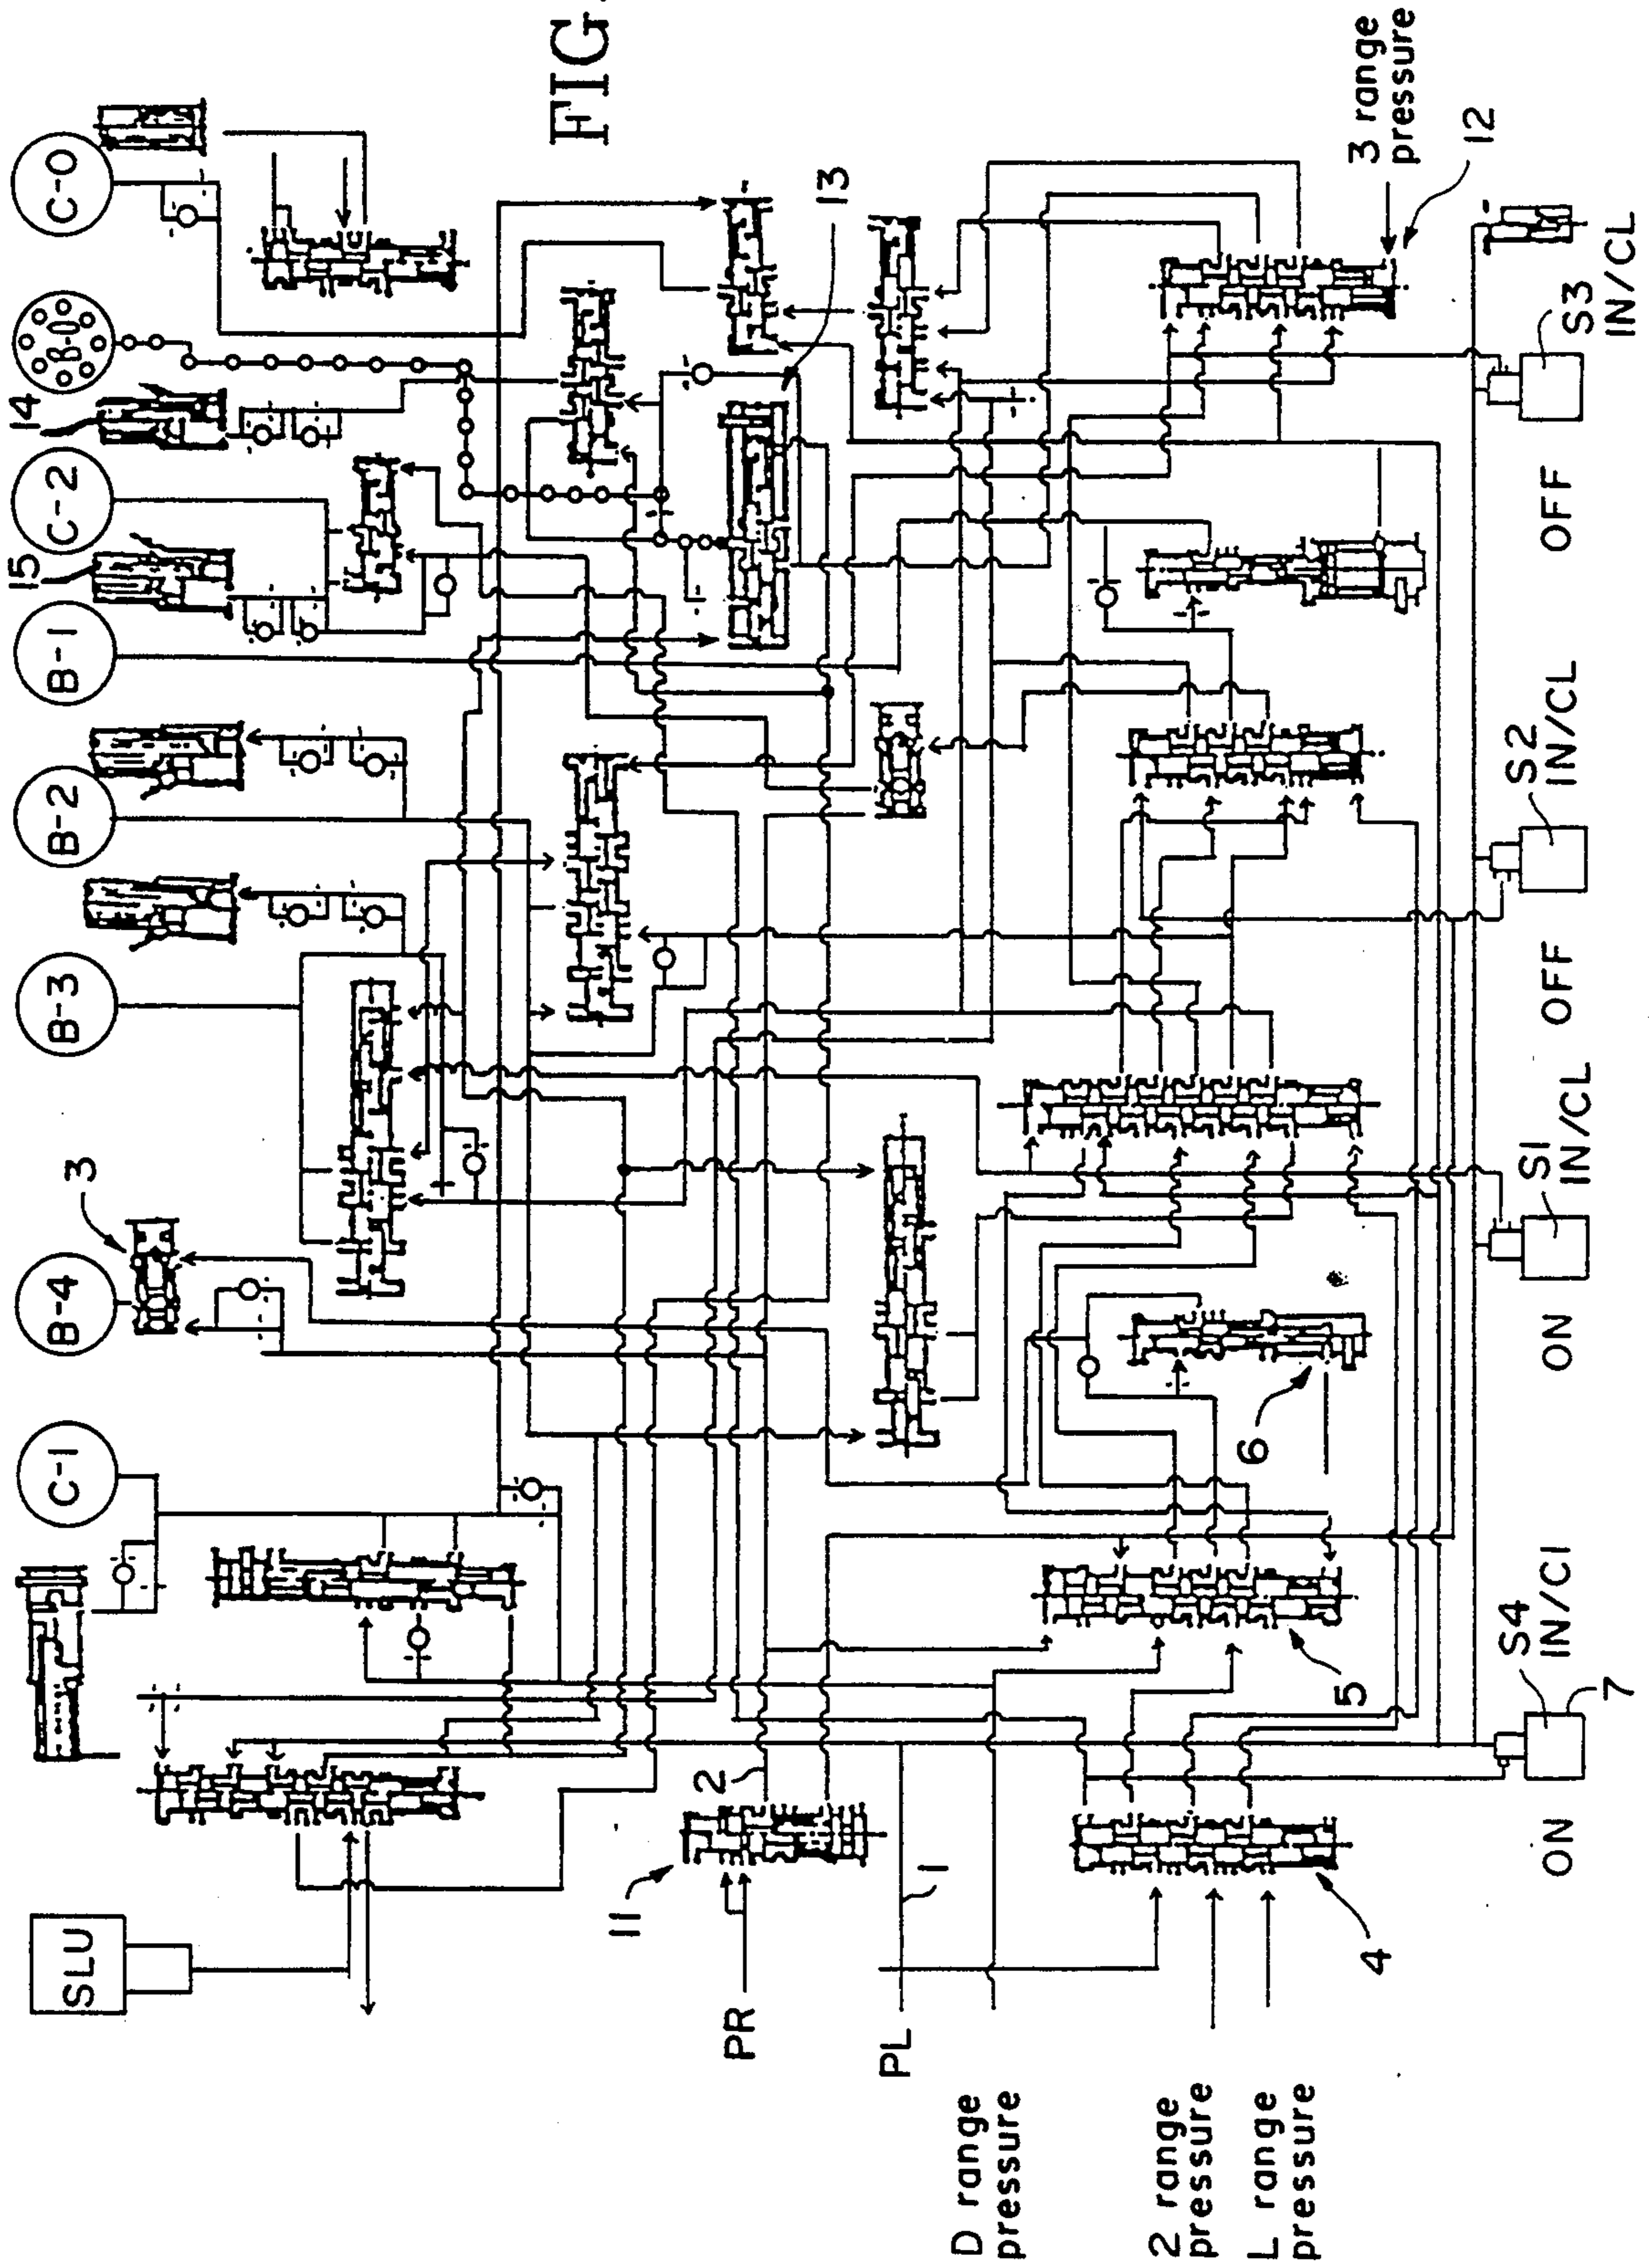 FIG.
SLU
C-1
B-4
3
B-3
B-2
B-1
15
C-2
14
B-0
C-0
11
PR
2
PL
1
13
D range
pressure
2 range
pressure
L range
pressure
4
5
6
3 range
pressure
12
S4
IN/C1
7
ON
S1
IN/CL
ON
S2
IN/CL
OFF
S3
IN/CL
OFF